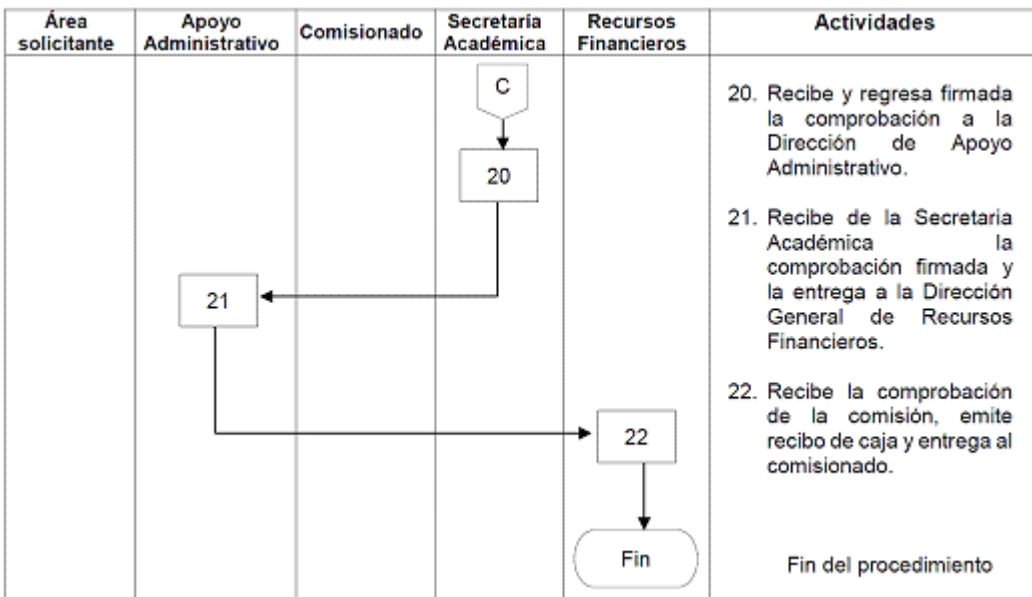 Área solicitante
Apoyo Administrativo
Comisionado
Secretaría Académica
Recursos Financieros
Actividades
C
20
21
22
Fin
20. Recibe y regresa firmada
la comprobación a la
Dirección de Apoyo
Administrativo.
21. Recibe de la Secretaria
Académica la
comprobación firmada y
la entrega a la Dirección
General de Recursos
Financieros.
22. Recibe la comprobación
de la comisión, emite
recibo de caja y entrega al
comisionado.
Fin del procedimiento